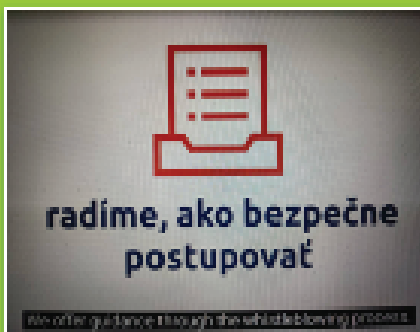 radíme, ako bezpečne
postupovať
We offer guidance through the whistleblowing process.